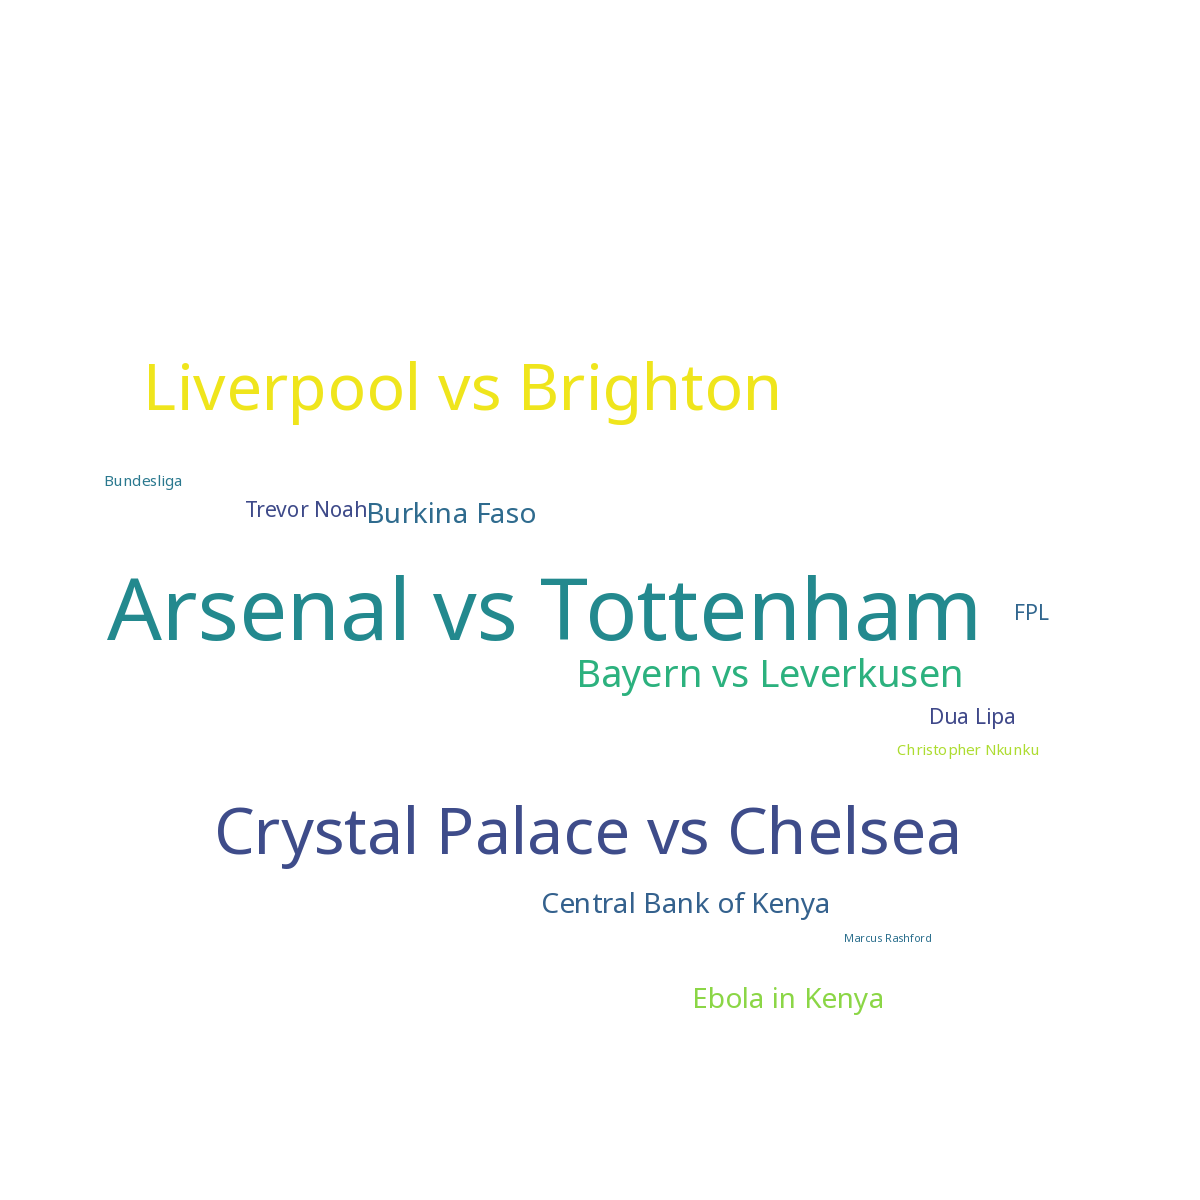 Liverpool vs Brighton
Bundesliga
Trevor Noah
Burkina Faso
Arsenal vs Tottenham
FPL
Bayern vs Leverkusen
Dua Lipa
Christopher Nkunku
Crystal Palace vs Chelsea
Central Bank of Kenya
Marcus Rashford
Ebola in Kenya